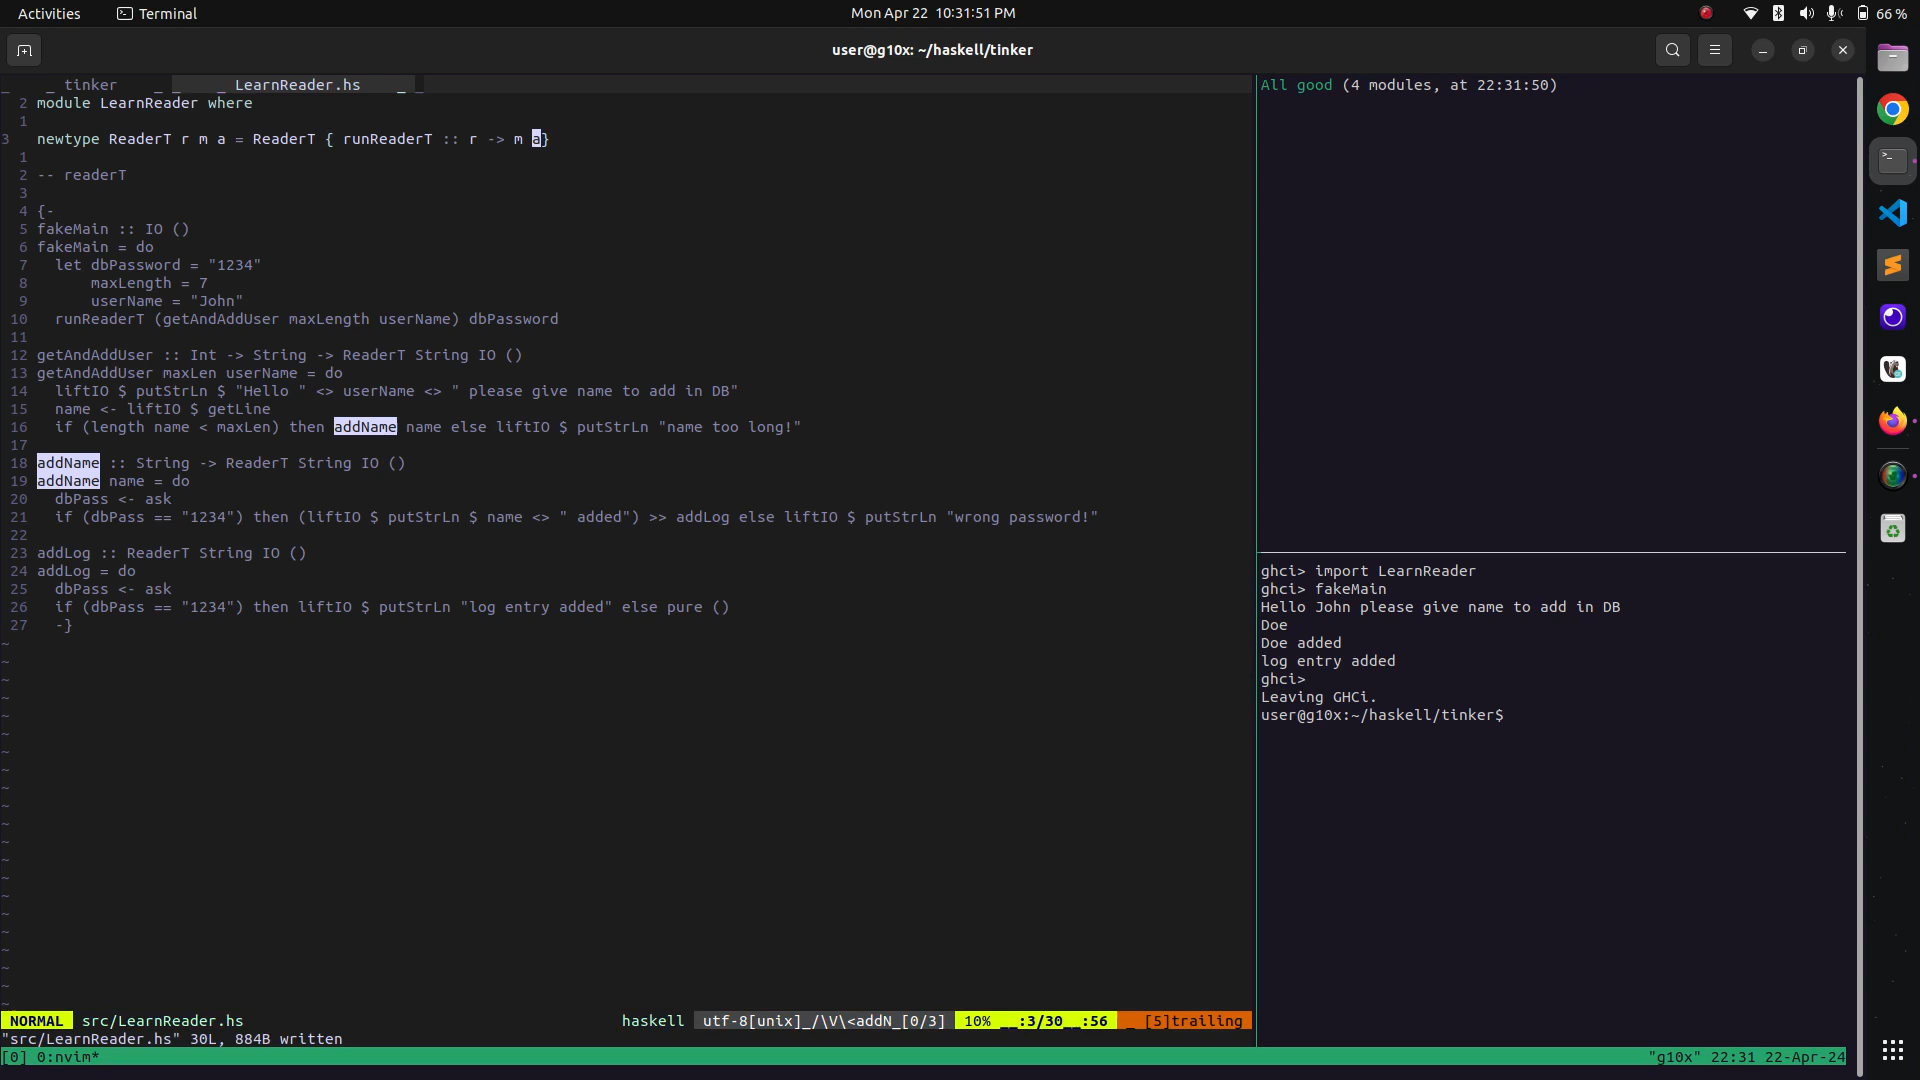 Activities
Terminal
Mon Apr 22 10:31:51 PM
66 %
user@g10x: ~/haskell/tinker
tinker
LearnReader.hs
2 module LearnReader where
1
3 newtype ReaderT r m a = ReaderT { runReaderT :: r -> m a}
1
2 -- readerT
3
4 {-
5 fakeMain :: IO ()
6 fakeMain = do
7   let dbPassword = "1234"
8       maxLength = 7
9       userName = "John"
10   runReaderT (getAndAddUser maxLength userName) dbPassword
11
12 getAndAddUser :: Int -> String -> ReaderT String IO ()
13 getAndAddUser maxLen userName = do
14   liftIO $ putStrLn $ "Hello " <> userName <> " please give name to add in DB"
15   name <- liftIO $ getLine
16   if (length name < maxLen) then addName name else liftIO $ putStrLn "name too long!"
17
18 addName :: String -> ReaderT String IO ()
19 addName name = do
20   dbPass <- ask
21   if (dbPass == "1234") then (liftIO $ putStrLn $ name <> " added") >> addLog else liftIO $ putStrLn "wrong password!"
22
23 addLog :: ReaderT String IO ()
24 addLog = do
25   dbPass <- ask
26   if (dbPass == "1234") then liftIO $ putStrLn "log entry added" else pure ()
27   -}
NORMAL src/LearnReader.hs haskell utf-8[unix]_/\V\<addN_[0/3] 10% __:3/30__:56 _ [5]trailing
"src/LearnReader.hs" 30L, 884B written
All good (4 modules, at 22:31:50)
ghci> import LearnReader
ghci> fakeMain
Hello John please give name to add in DB
Doe
Doe added
log entry added
ghci>
Leaving GHCi.
user@g10x:~/haskell/tinker$
[0] 0:nvim*
"g10x" 22:31 22-Apr-24